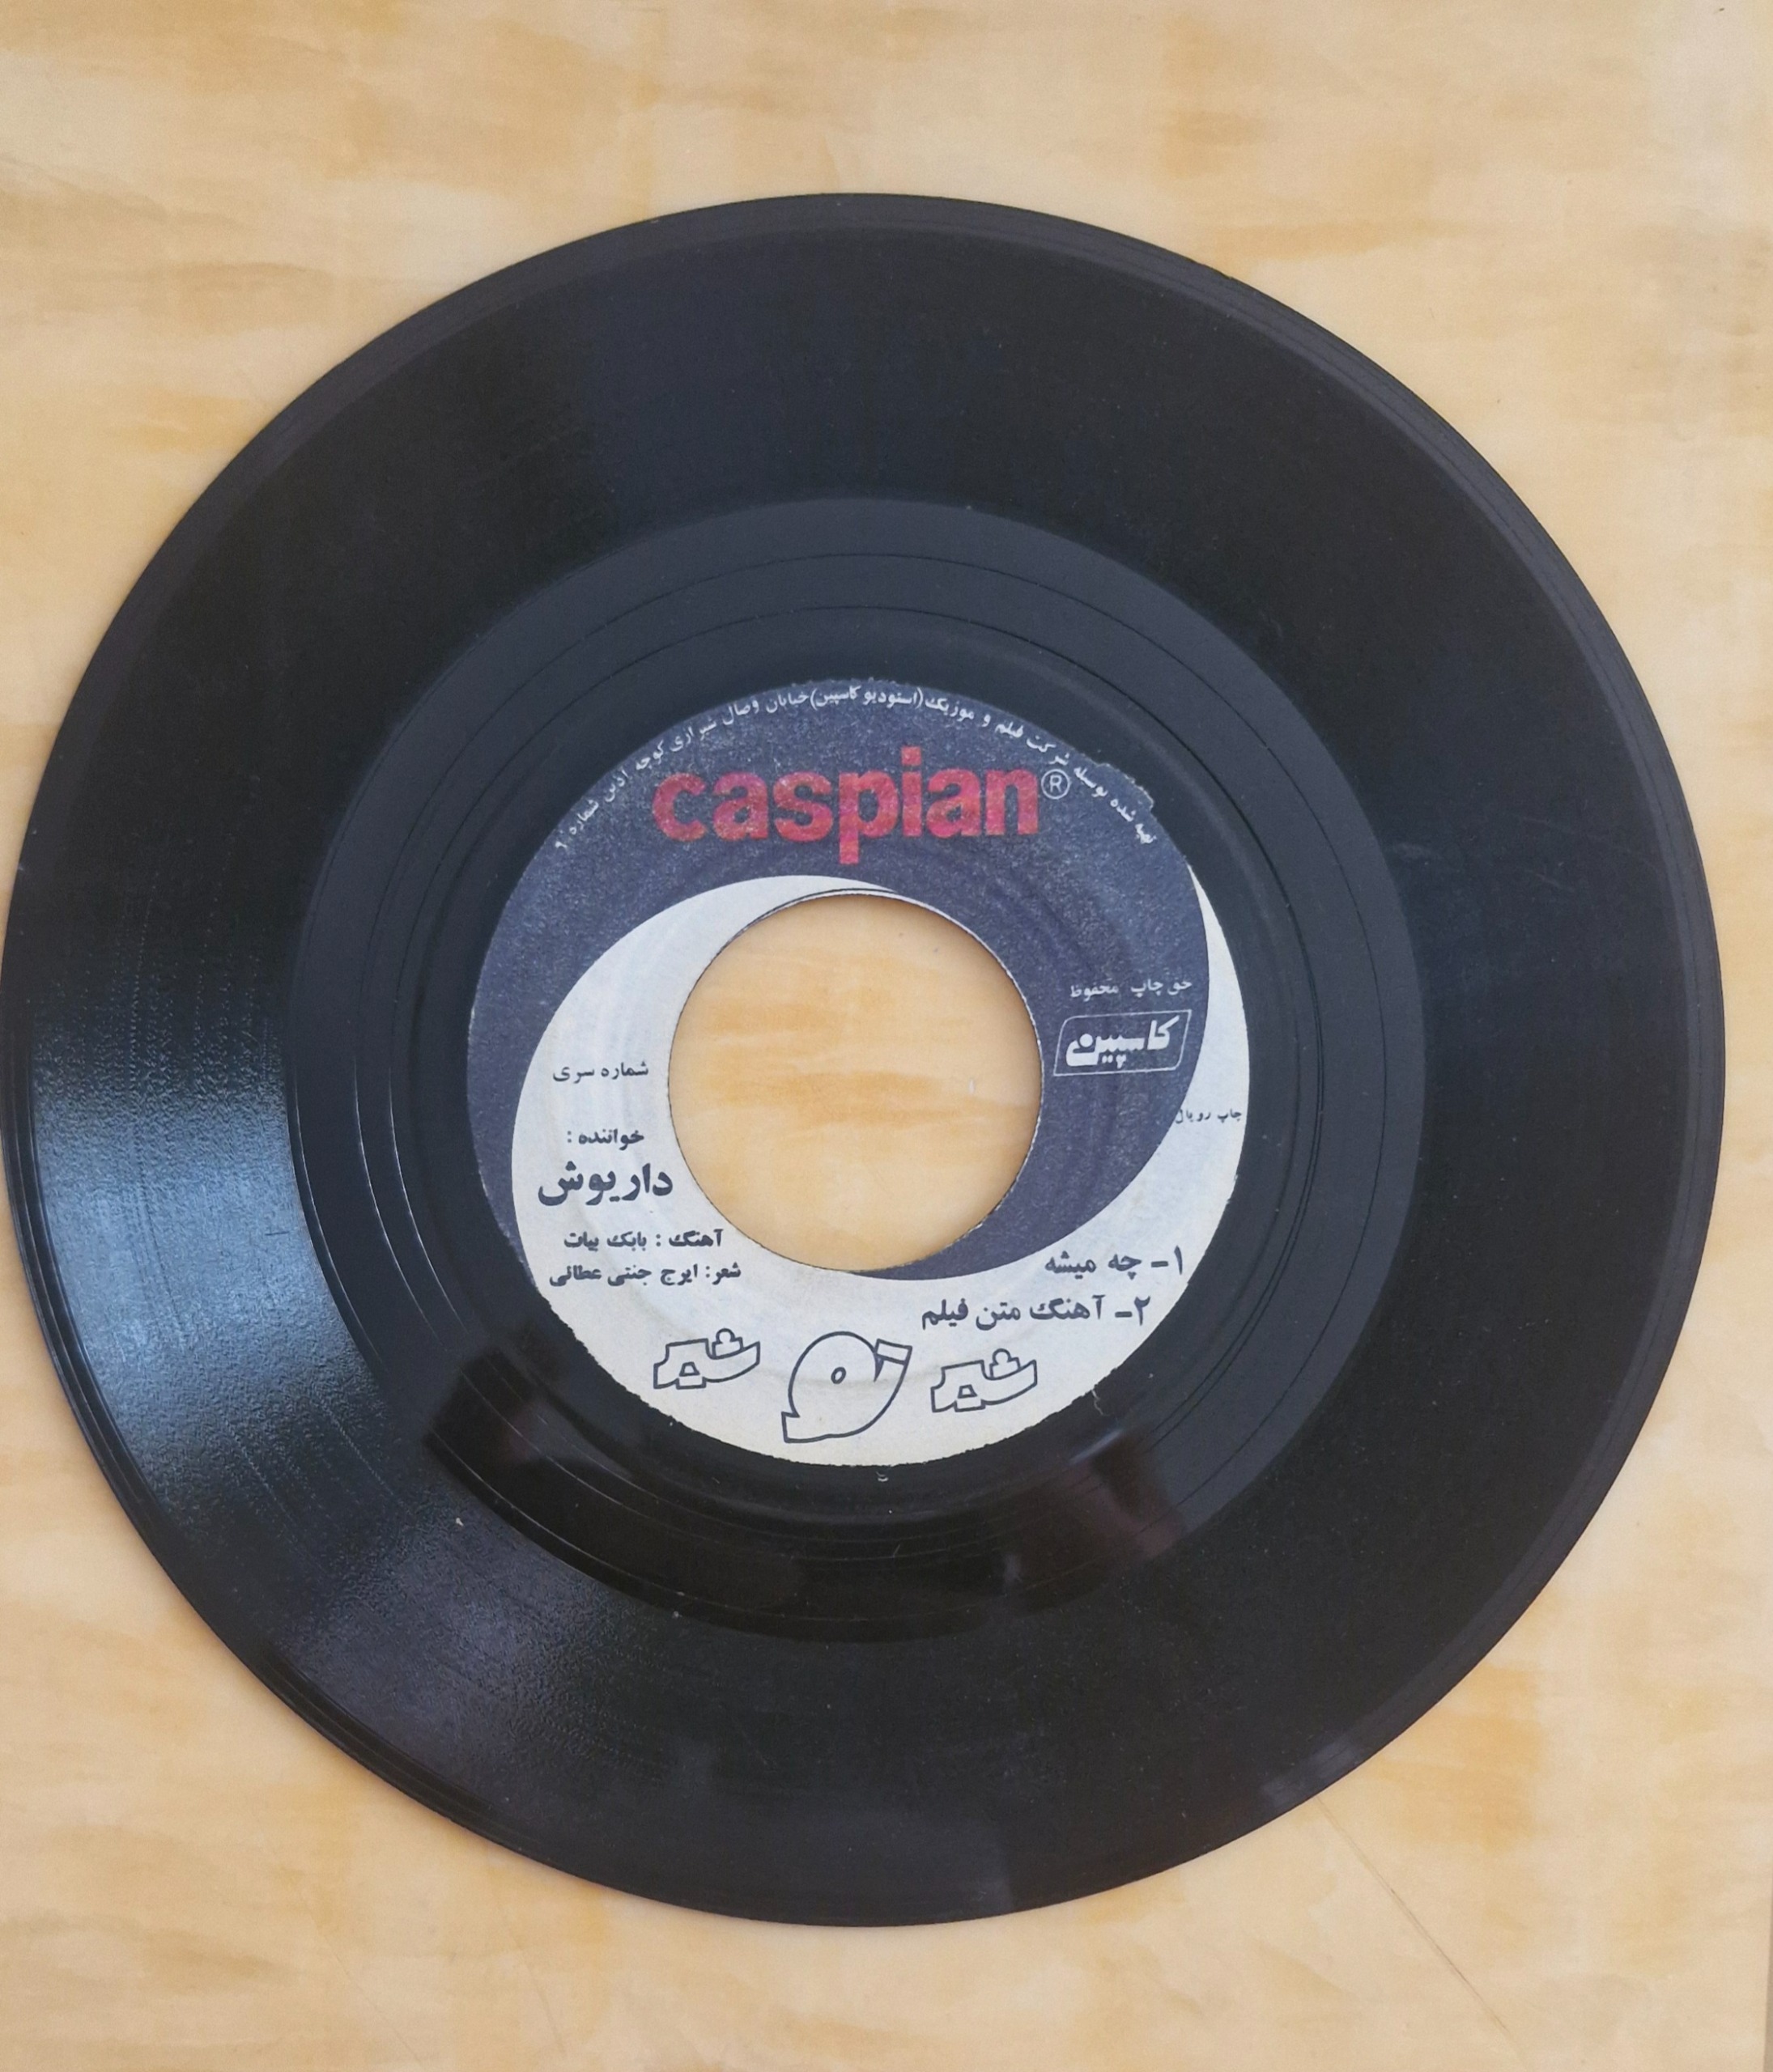 تهیه شده بوسیله شرکت فیلم و موزیک (استودیو کاسپین) خیابان وصال شیرازی کوچه آذین شماره ۹
caspian®
حق چاپ محفوظ
کاسپین
چاپ رویال
شماره سری
خواننده :
داریوش
آهنگ : بابک بیات
شعر: ایرج جنتی عطائی
۱- چه میشه
۲- آهنگ متن فیلم